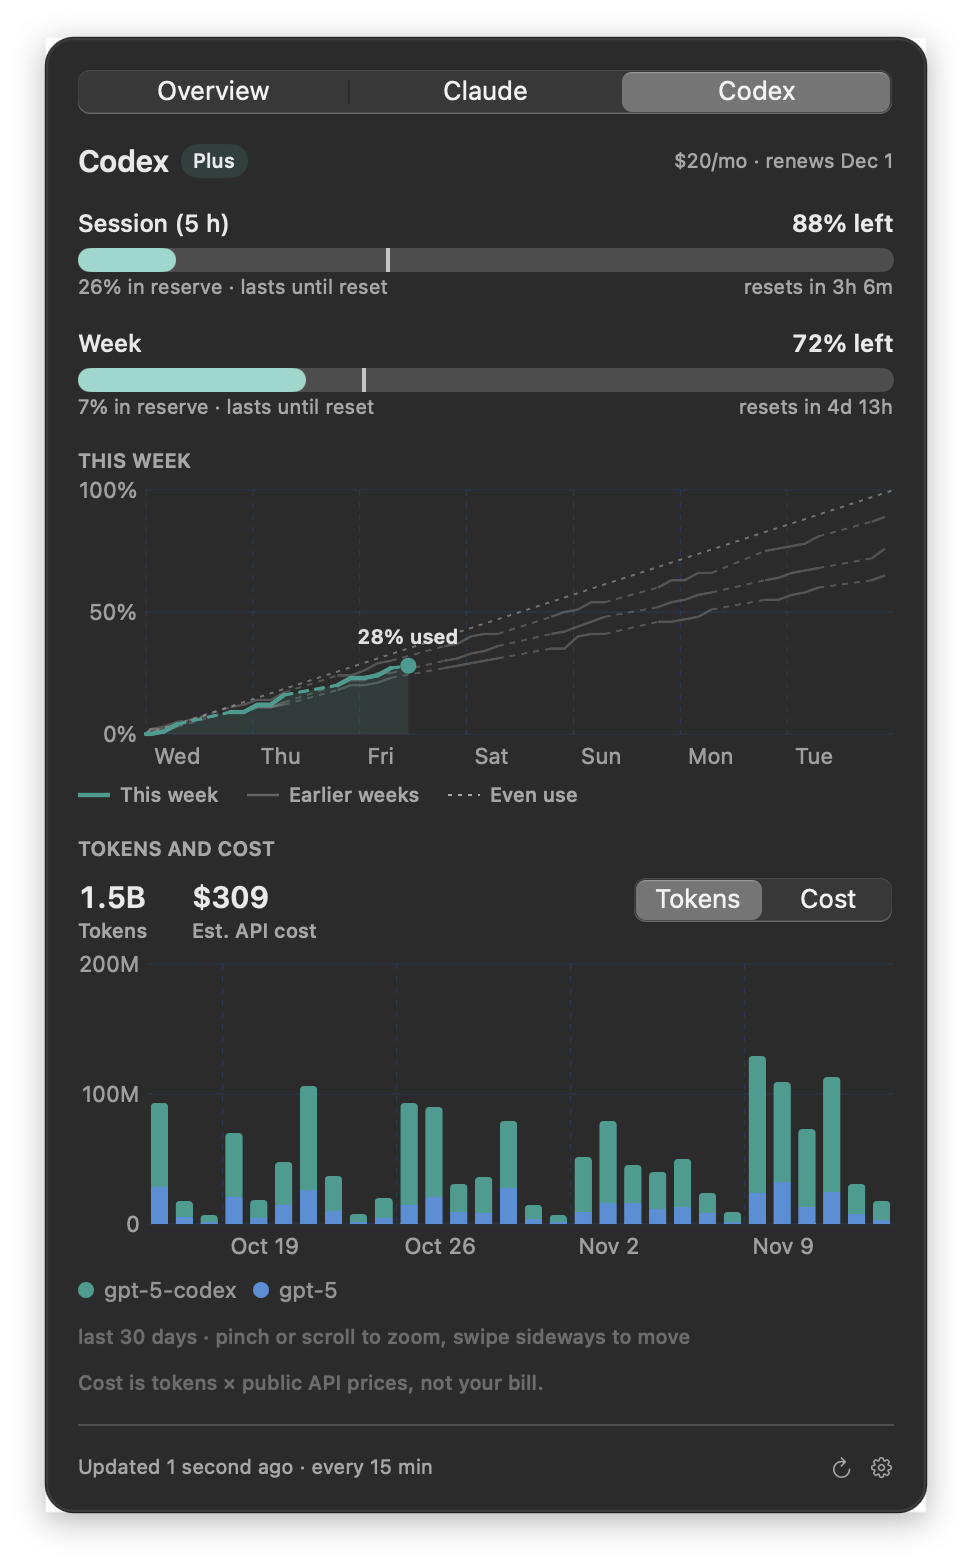 Overview Claude Codex
Codex Plus $20/mo · renews Dec 1
Session (5 h) 88% left
26% in reserve · lasts until reset resets in 3h 6m
Week 72% left
7% in reserve · lasts until reset resets in 4d 13h
THIS WEEK
100%
50%
28% used
0%
Wed Thu Fri Sat Sun Mon Tue
This week Earlier weeks Even use
TOKENS AND COST
1.5B $309 Tokens Cost
Tokens Est. API cost
200M
100M
0
Oct 19 Oct 26 Nov 2 Nov 9
gpt-5-codex gpt-5
last 30 days · pinch or scroll to zoom, swipe sideways to move
Cost is tokens × public API prices, not your bill.
Updated 1 second ago · every 15 min